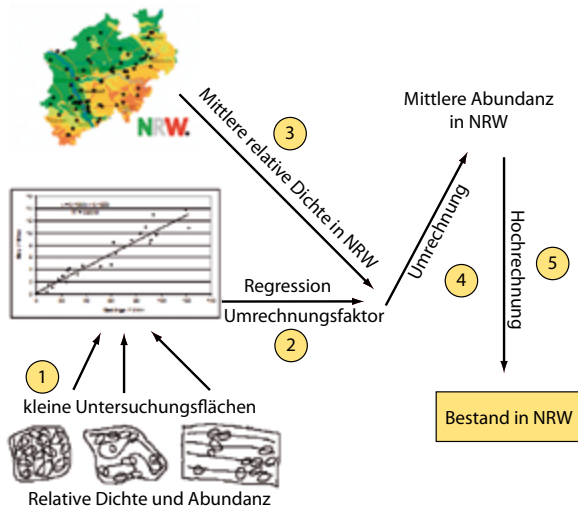 NRW.
3
Mittlere relative Dichte in NRW
Mittlere Abundanz
in NRW
Umrechnung
4
Hochrechnung
5
Regression
Umrechnungsfaktor
2
1
kleine Untersuchungsflächen
Bestand in NRW
Relative Dichte und Abundanz